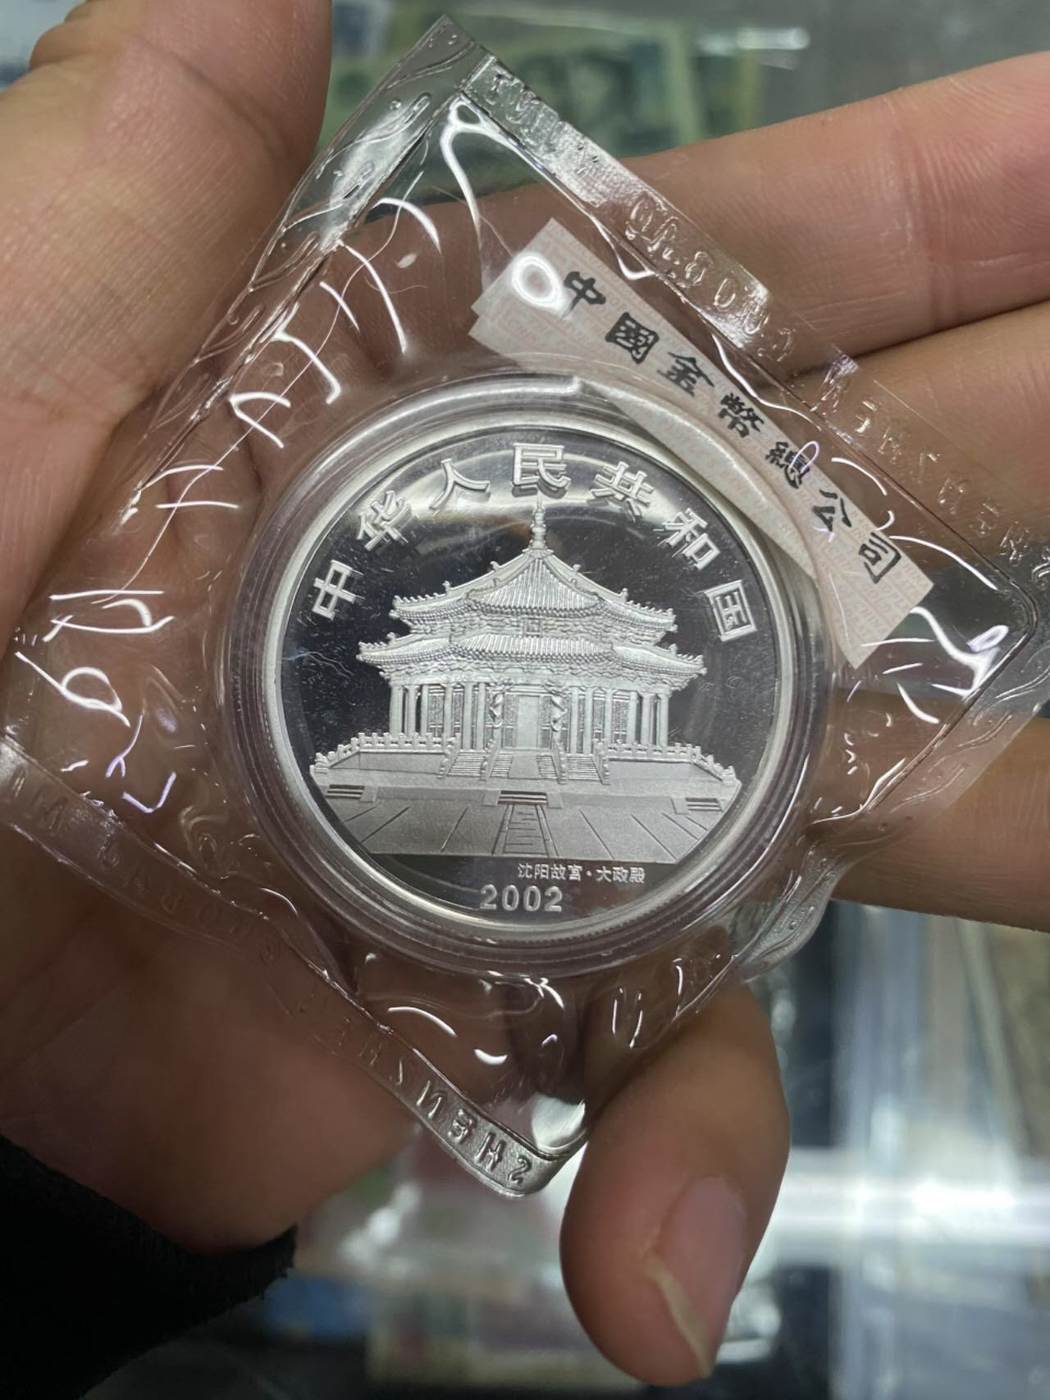 中國金幣總公司
中华人民共和国
沈阳故宫·大政殿
2002